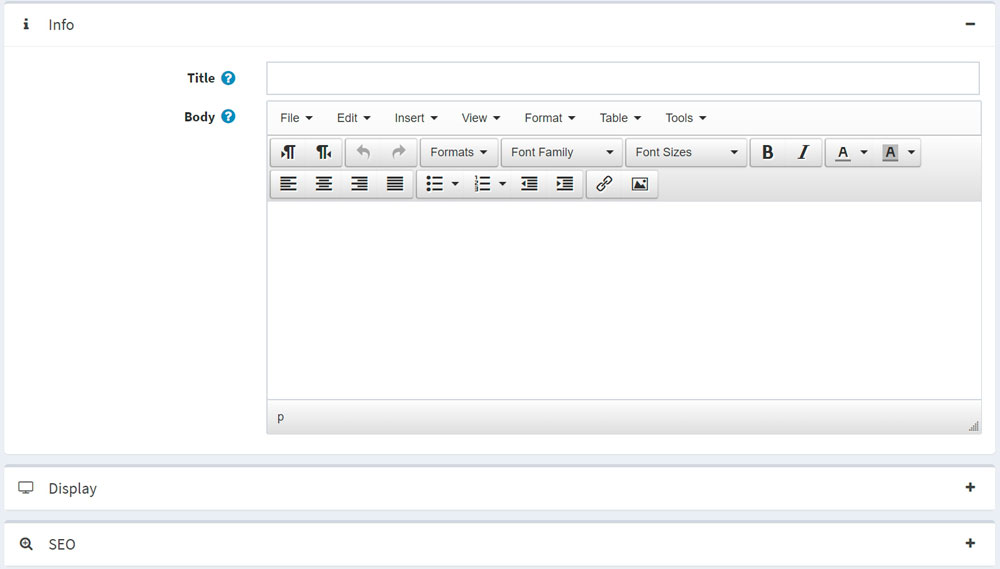 Info
Title
Body
File Edit Insert View Format Table Tools
Formats Font Family Font Sizes B I A A
p
Display
SEO